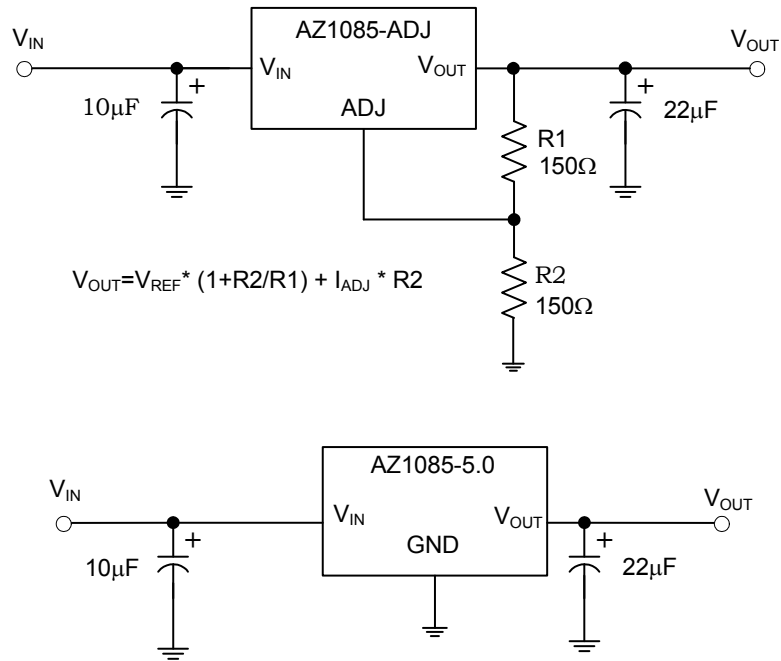 AZ1085-ADJ
VIN
VOUT
VIN
VOUT
+
+
10µF
ADJ
22µF
R1
150Ω
VOUT=VREF* (1+R2/R1) + IADJ * R2
R2
150Ω
AZ1085-5.0
VIN
VOUT
VIN
VOUT
+
+
GND
10µF
22µF